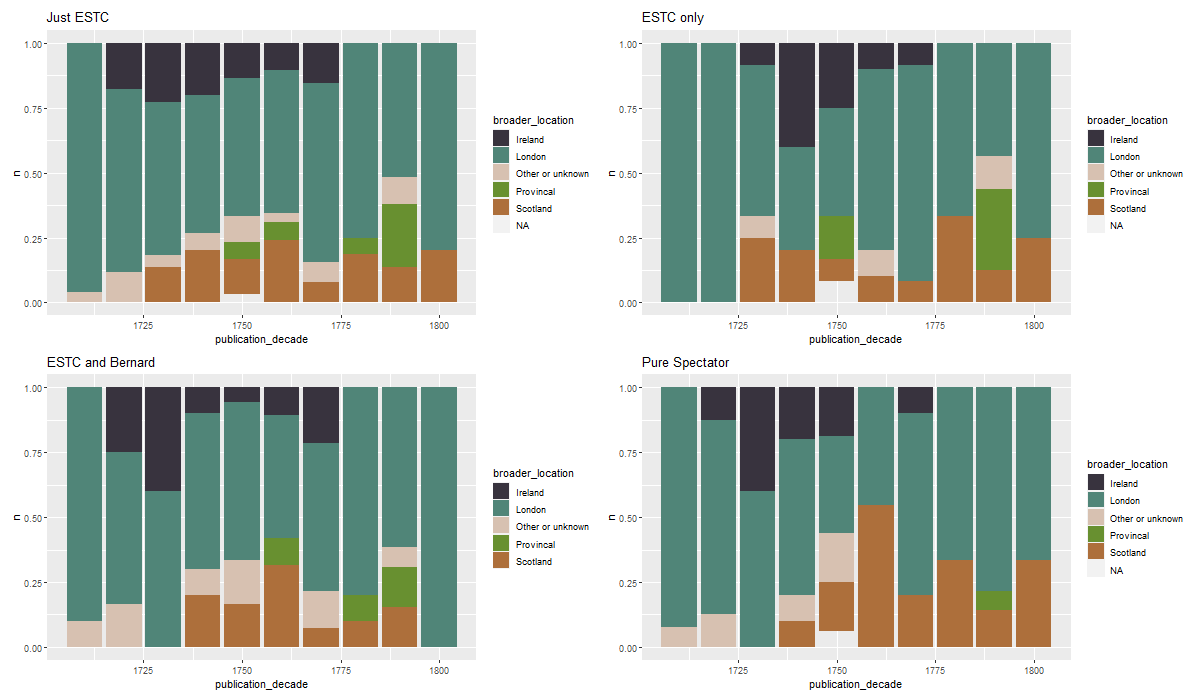 Just ESTC
1.00
0.75
0.50
0.25
0.00
n
1725
1750
1775
1800
publication_decade
broader_location
Ireland
London
Other or unknown
Provincal
Scotland
NA
ESTC only
1.00
0.75
0.50
0.25
0.00
n
1725
1750
1775
1800
publication_decade
broader_location
Ireland
London
Other or unknown
Provincal
Scotland
NA
ESTC and Bernard
1.00
0.75
0.50
0.25
0.00
n
1725
1750
1775
1800
publication_decade
broader_location
Ireland
London
Other or unknown
Provincal
Scotland
Pure Spectator
1.00
0.75
0.50
0.25
0.00
n
1725
1750
1775
1800
publication_decade
broader_location
Ireland
London
Other or unknown
Provincal
Scotland
NA